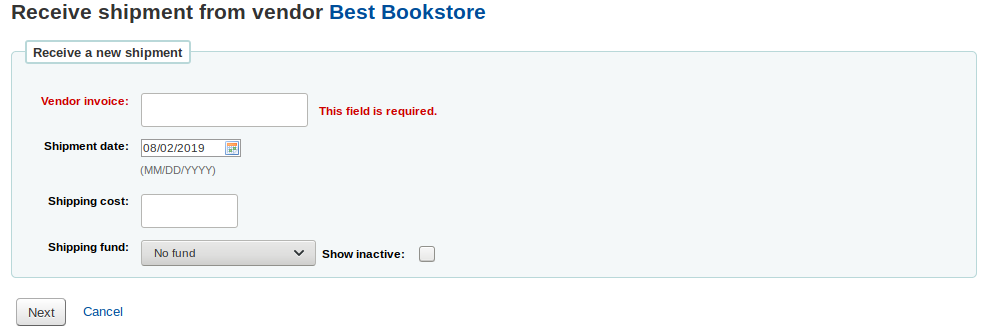 Receive shipment from vendor Best Bookstore
Receive a new shipment
Vendor invoice: This field is required.
Shipment date: 08/02/2019
(MM/DD/YYYY)
Shipping cost:
Shipping fund: No fund Show inactive:
Next Cancel